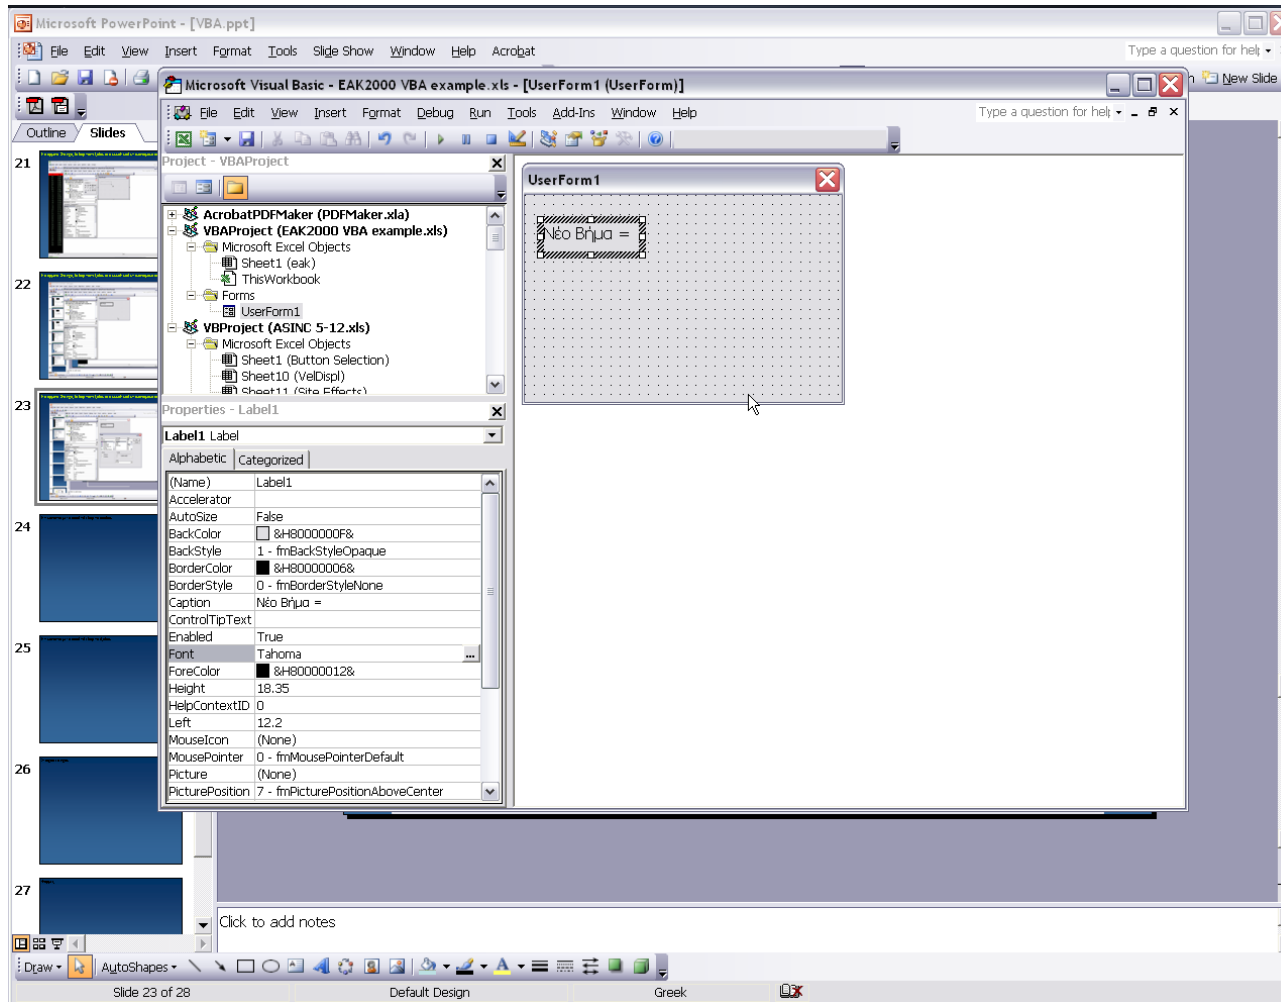 Microsoft PowerPoint - [VBA.ppt]
File Edit View Insert Format Tools Slide Show Window Help Acrobat
Type a question for help
New Slide
Outline Slides
21
22
23
24
25
26
27
Microsoft Visual Basic - EAK2000 VBA example.xls - [UserForm1 (UserForm)]
File Edit View Insert Format Debug Run Tools Add-Ins Window Help
Type a question for help
Project - VBAProject
AcrobatPDFMaker (PDFMaker.xla)
VBAProject (EAK2000 VBA example.xls)
Microsoft Excel Objects
Sheet1 (eak)
ThisWorkbook
Forms
UserForm1
VBProject (ASINC 5-12.xls)
Microsoft Excel Objects
Sheet1 (Button Selection)
Sheet10 (VelDispl)
Sheet11 (Site Effects)
Properties - Label1
Label1 Label
Alphabetic Categorized
(Name) Label1
Accelerator
AutoSize False
BackColor &H8000000F&
BackStyle 1 - fmBackStyleOpaque
BorderColor &H80000006&
BorderStyle 0 - fmBorderStyleNone
Caption Νέο Βήμα =
ControlTipText
Enabled True
Font Tahoma ...
ForeColor &H80000012&
Height 18.35
HelpContextID 0
Left 12.2
MouseIcon (None)
MousePointer 0 - fmMousePointerDefault
Picture (None)
PicturePosition 7 - fmPicturePositionAboveCenter
UserForm1
Νέο Βήμα =
Click to add notes
Draw AutoShapes
Slide 23 of 28 Default Design Greek